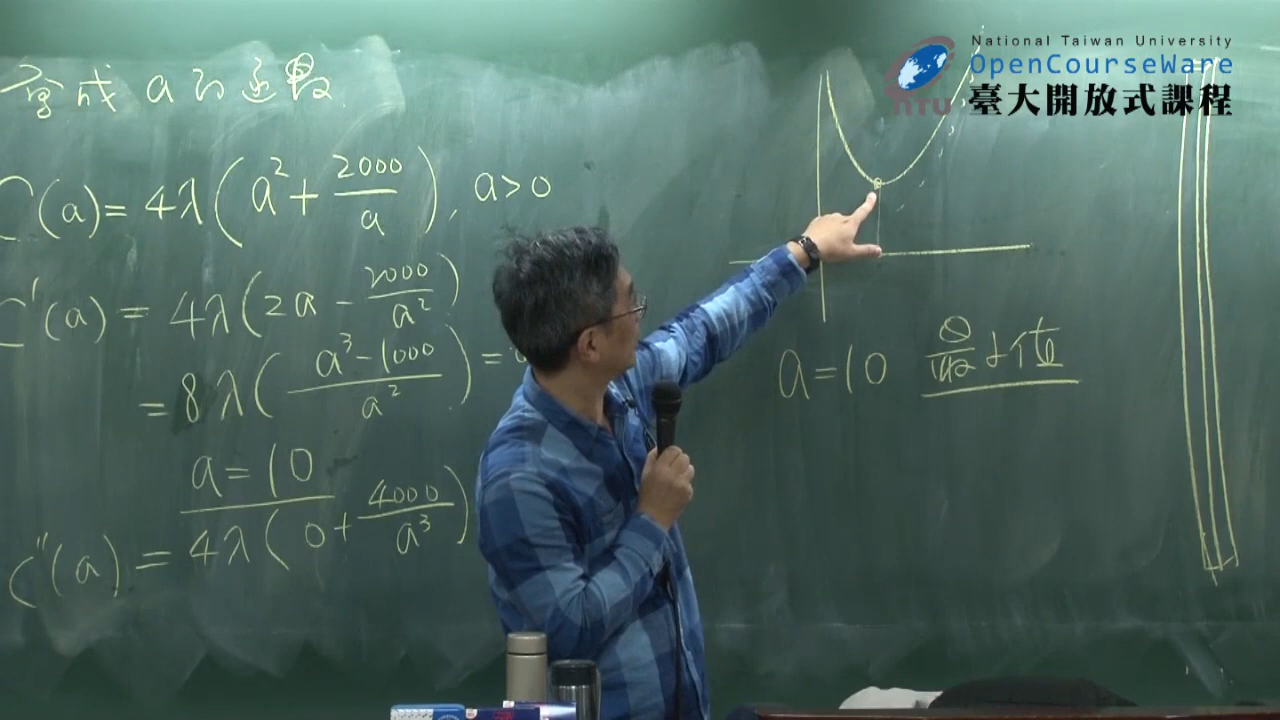 寫成 a 的函數
C(a) = 4λ(a² + 2000/a), a>0
C'(a) = 4λ(2a - 2000/a²)
= 8λ(a³-1000/a²) =
a=10
C''(a) = 4λ(0+4000/a³)
a=10 最小值
National Taiwan University
OpenCourseWare
臺大開放式課程
NTU